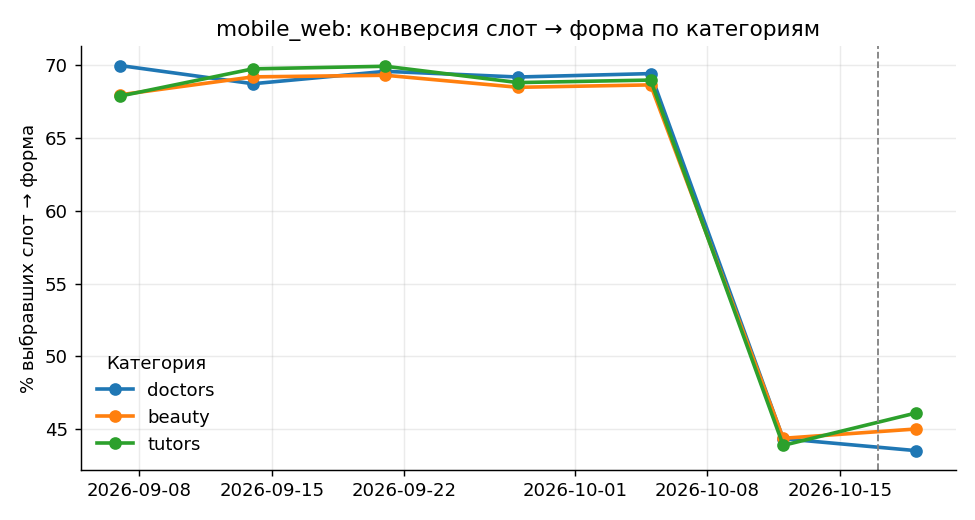 mobile_web: конверсия слот → форма по категориям
% выбравших слот → форма
70
65
60
55
50
45
Категория
doctors
beauty
tutors
2026-09-08
2026-09-15
2026-09-22
2026-10-01
2026-10-08
2026-10-15